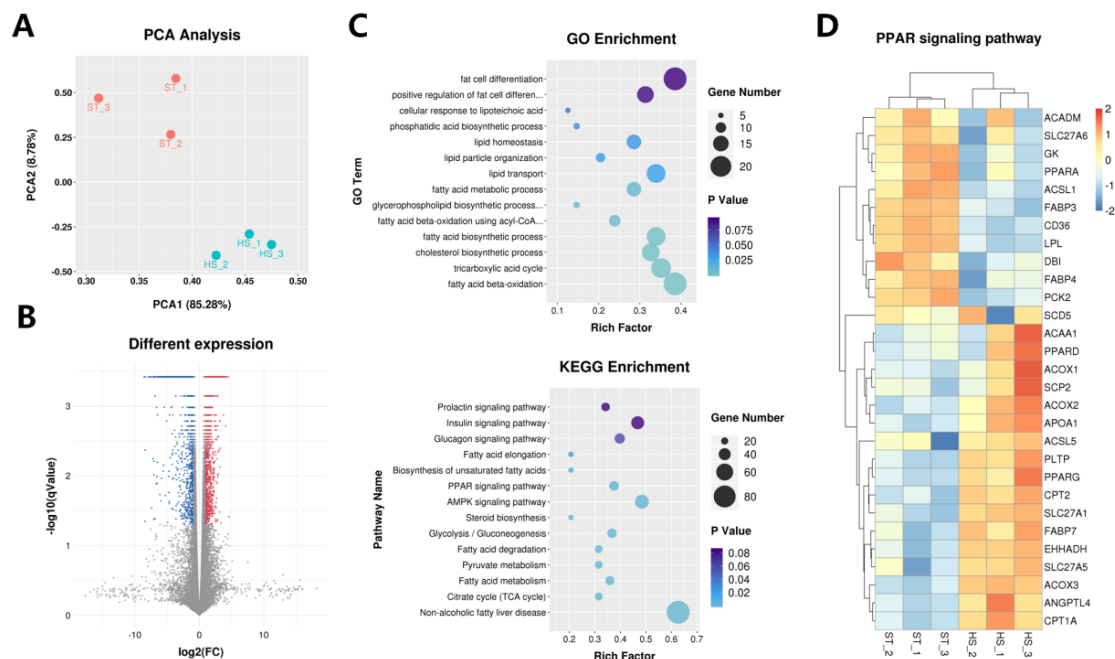 A
PCA Analysis
PCA2 (8.78%)
0.50
0.25
0.00
-0.25
-0.50
ST_1
ST_3
ST_2
HS_1
HS_3
HS_2
0.30
0.35
0.40
0.45
0.50
PCA1 (85.28%)
B
Different expression
-log10(qValue)
3
2
1
0
-10
0
10
log2(FC)
C
GO Enrichment
GO Term
fat cell differentiation
positive regulation of fat cell differen...
cellular response to lipoteichoic acid
phosphatidic acid biosynthetic process
lipid homeostasis
lipid particle organization
lipid transport
fatty acid metabolic process
glycerophospholipid biosynthetic process...
fatty acid beta-oxidation using acyl-CoA...
fatty acid biosynthetic process
cholesterol biosynthetic process
tricarboxylic acid cycle
fatty acid beta-oxidation
0.1
0.2
0.3
0.4
Rich Factor
Gene Number
5
10
15
20
P Value
0.075
0.050
0.025
KEGG Enrichment
Pathway Name
Prolactin signaling pathway
Insulin signaling pathway
Glucagon signaling pathway
Fatty acid elongation
Biosynthesis of unsaturated fatty acids
PPAR signaling pathway
AMPK signaling pathway
Steroid biosynthesis
Glycolysis / Gluconeogenesis
Fatty acid degradation
Pyruvate metabolism
Fatty acid metabolism
Citrate cycle (TCA cycle)
Non-alcoholic fatty liver disease
0.2
0.3
0.4
0.5
0.6
0.7
Rich Factor
Gene Number
20
40
60
80
P Value
0.08
0.06
0.04
0.02
D
PPAR signaling pathway
ACADM
SLC27A6
GK
PPARA
ACSL1
FABP3
CD36
LPL
DBI
FABP4
PCK2
SCD5
ACAA1
PPARD
ACOX1
SCP2
ACOX2
APOA1
ACSL5
PLTP
PPARG
CPT2
SLC27A1
FABP7
EHHADH
SLC27A5
ACOX3
ANGPTL4
CPT1A
ST_2
ST_1
ST_3
HS_2
HS_1
HS_3
2
1
0
-1
-2